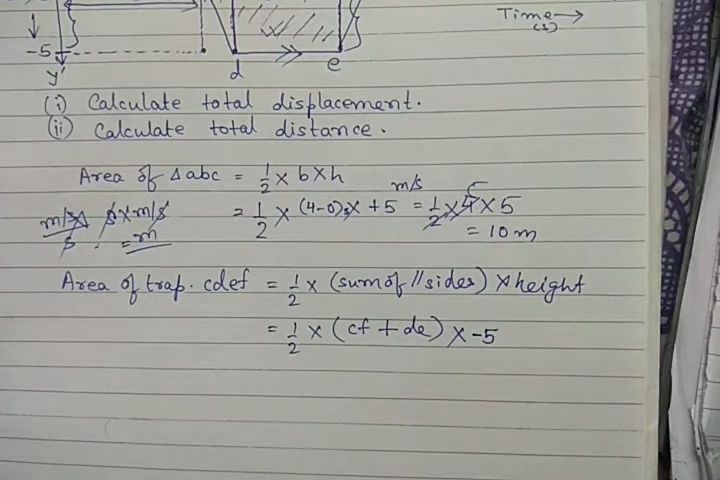 Time→
(s)
-5
y'
d
e
(i) Calculate total displacement.
(ii) Calculate total distance.
Area of Δabc = 1/2 × b × h
= 1/2 × (4-0)s × +5 m/s = 1/2 × 4 × 5
= 10 m
s × m/s
= m
Area of trap. cdef = 1/2 × (sum of // sides) × height
= 1/2 × (cf + de) × -5